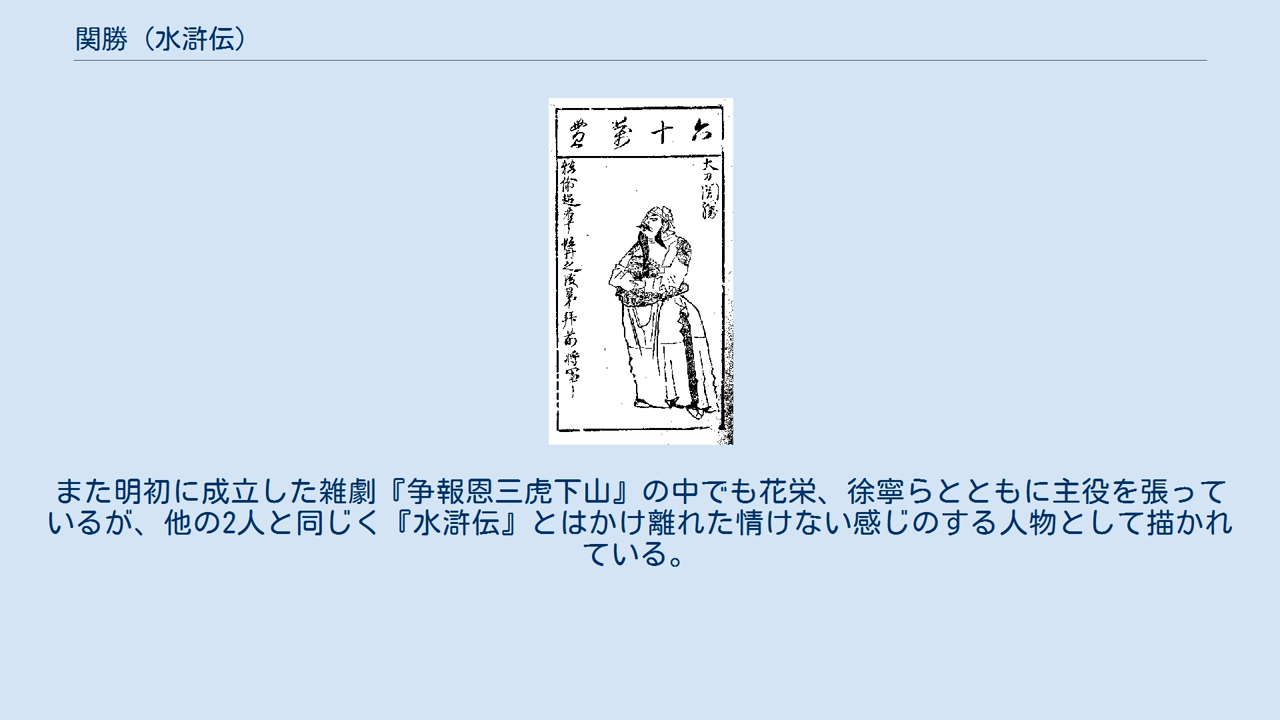 関勝（水滸伝）
六十萬貫
大刀関勝
また明初に成立した雑劇『争報恩三虎下山』の中でも花栄、徐寧らとともに主役を張って
いるが、他の2人と同じく『水滸伝』とはかけ離れた情けない感じのする人物として描かれ
ている。